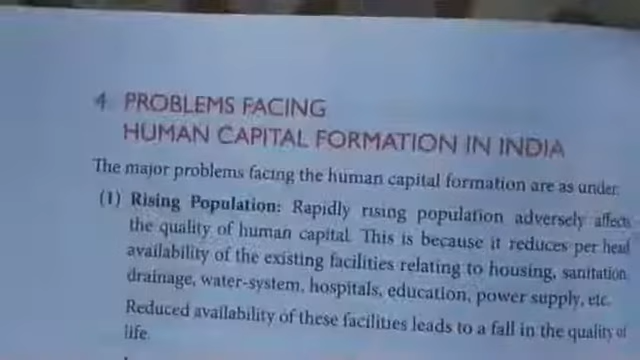 4. PROBLEMS FACING
HUMAN CAPITAL FORMATION IN INDIA
The major problems facing the human capital formation are as under:
(1) Rising Population: Rapidly rising population adversely affects
the quality of human capital. This is because it reduces per head
availability of the existing facilities relating to housing, sanitation,
drainage, water-system, hospitals, education, power supply, etc.
Reduced availability of these facilities leads to a fall in the quality of
life.